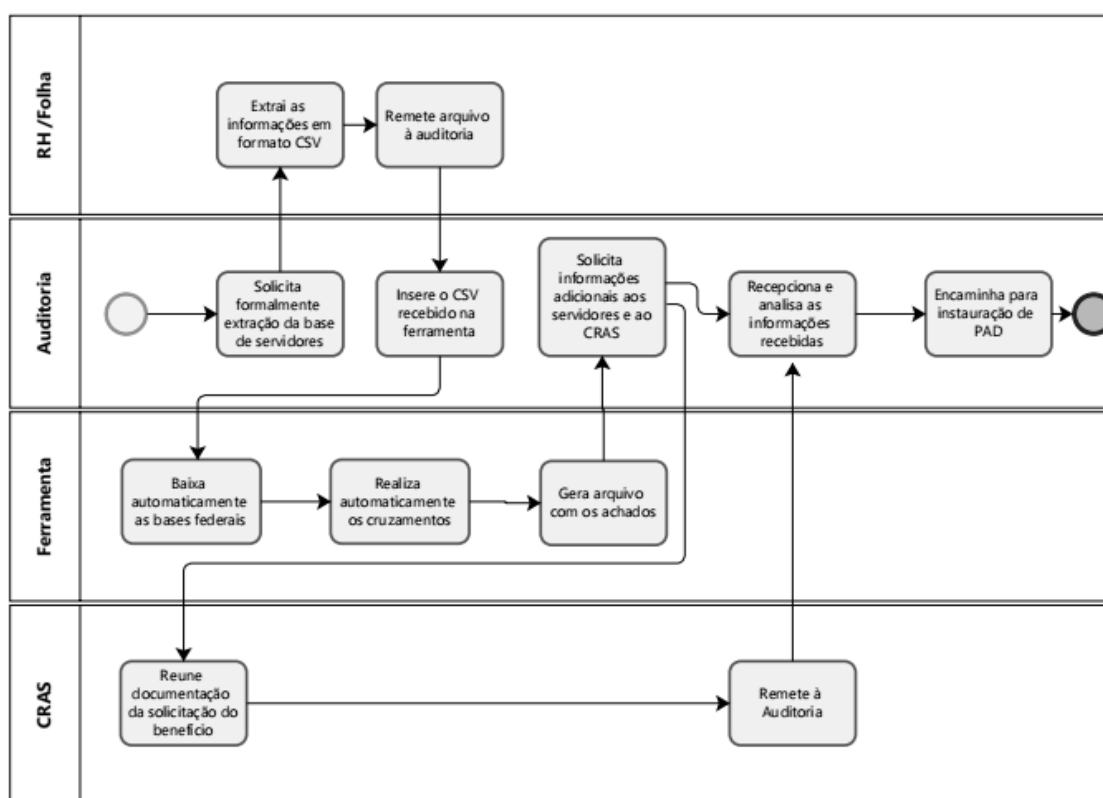 RH /Folha
Extrai as
informações em
formato CSV
Remete arquivo
à auditoria
Auditoria
Solicita
formalmente
extração da base
de servidores
Insere o CSV
recebido na
ferramenta
Solicita
informações
adicionais aos
servidores e ao
CRAS
Recepciona e
analisa as
informações
recebidas
Encaminha para
instauração de
PAD
Ferramenta
Baixa
automaticamente
as bases federais
Realiza
automaticamente
os cruzamentos
Gera arquivo
com os achados
CRAS
Reune
documentação
da solicitação do
benefício
Remete à
Auditoria